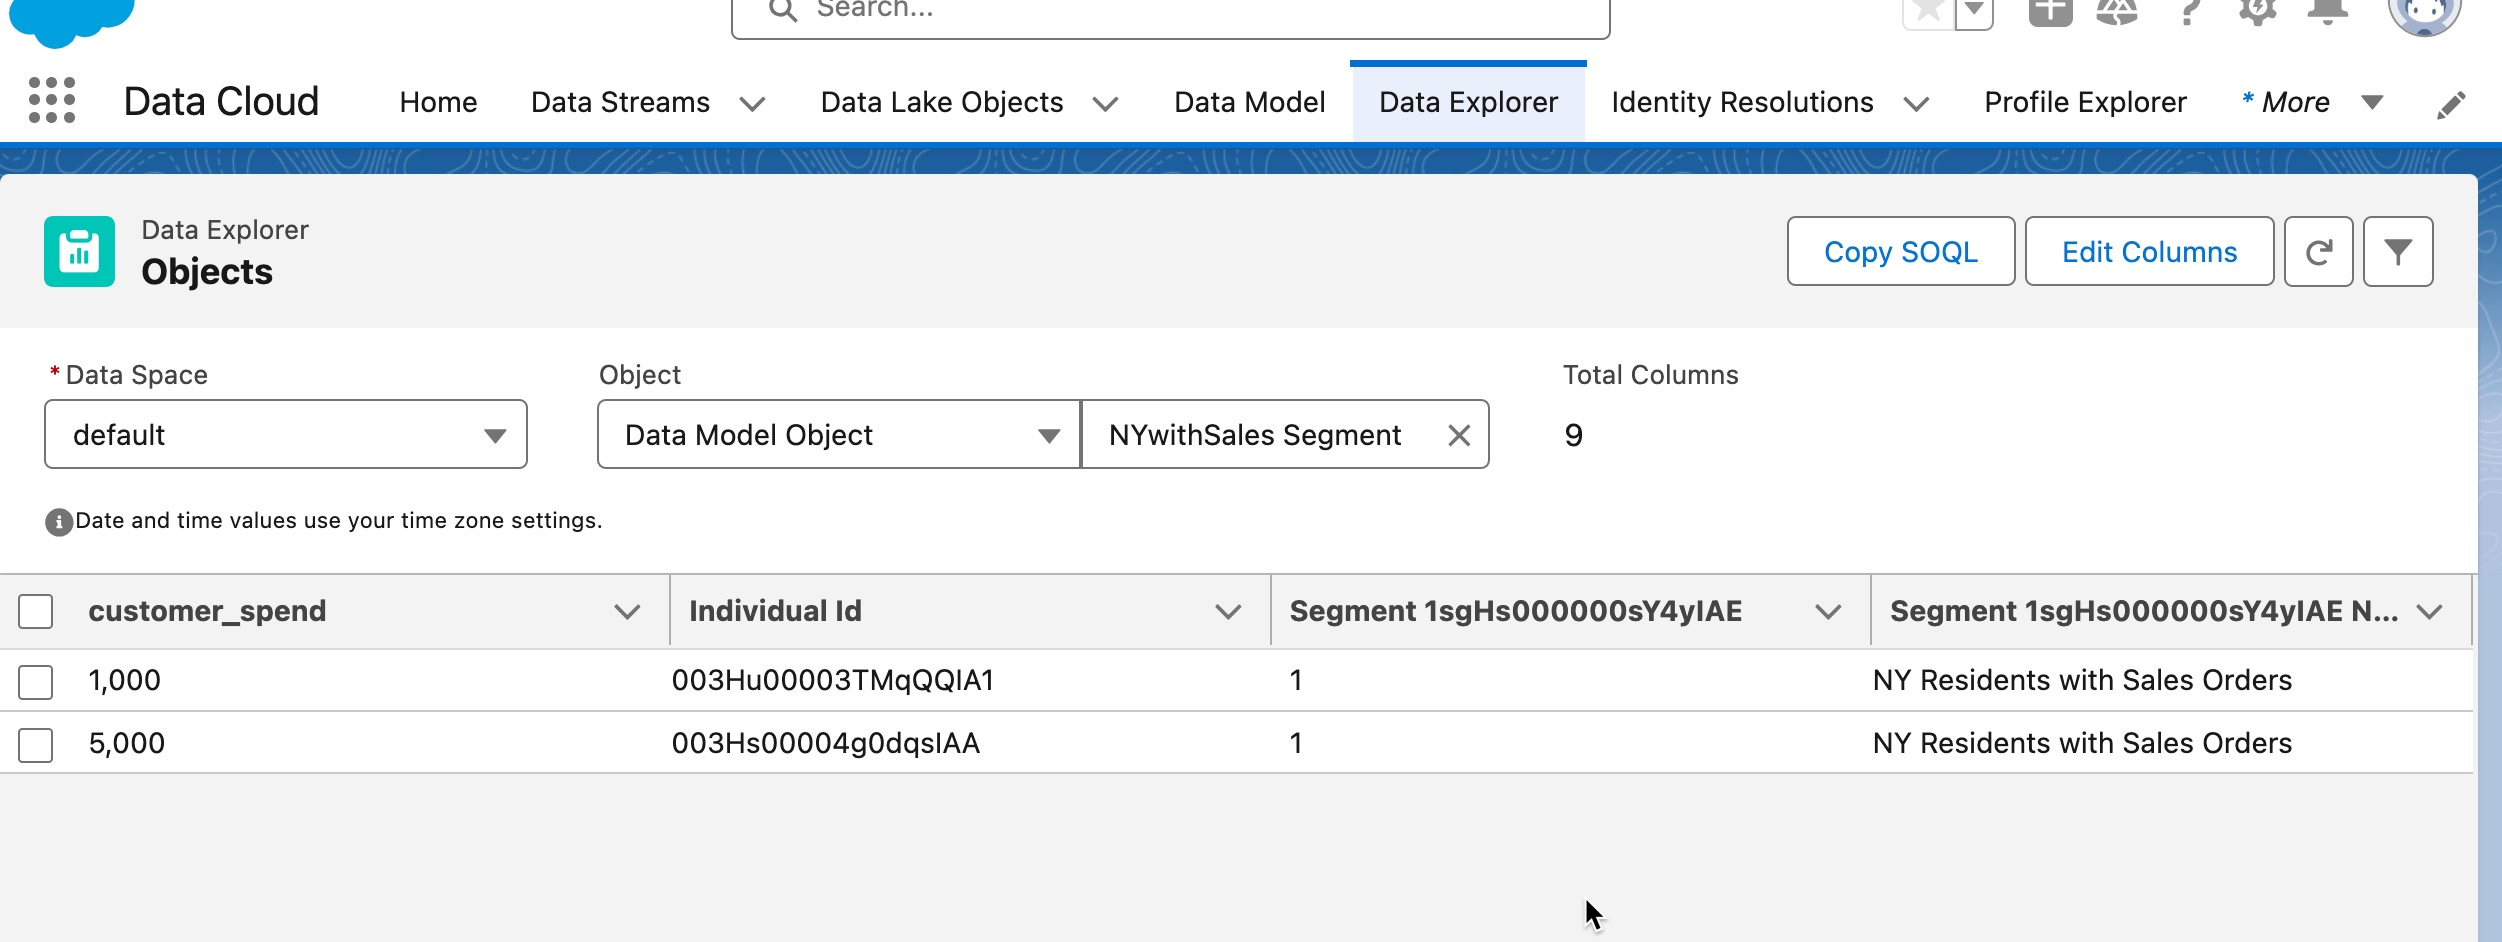 Search...
Data Cloud Home Data Streams Data Lake Objects Data Model Data Explorer Identity Resolutions Profile Explorer * More
Data Explorer
Objects
Copy SOQL Edit Columns
* Data Space Object Total Columns
default Data Model Object NYwithSales Segment 9
Date and time values use your time zone settings.
customer_spend Individual Id Segment 1sgHs000000sY4yIAE Segment 1sgHs000000sY4yIAE N...
1,000 003Hu00003TMqQQIA1 1 NY Residents with Sales Orders
5,000 003Hs00004g0dqsIAA 1 NY Residents with Sales Orders